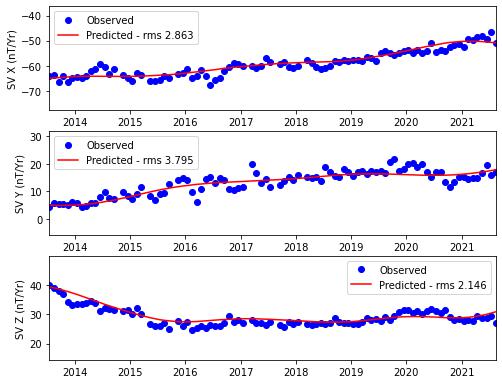 SV X (nT/Yr)
−40
−50
−60
−70
Observed
Predicted - rms 2.863
2014 2015 2016 2017 2018 2019 2020 2021
SV Y (nT/Yr)
30
20
10
0
Observed
Predicted - rms 3.795
2014 2015 2016 2017 2018 2019 2020 2021
SV Z (nT/Yr)
40
30
20
Observed
Predicted - rms 2.146
2014 2015 2016 2017 2018 2019 2020 2021